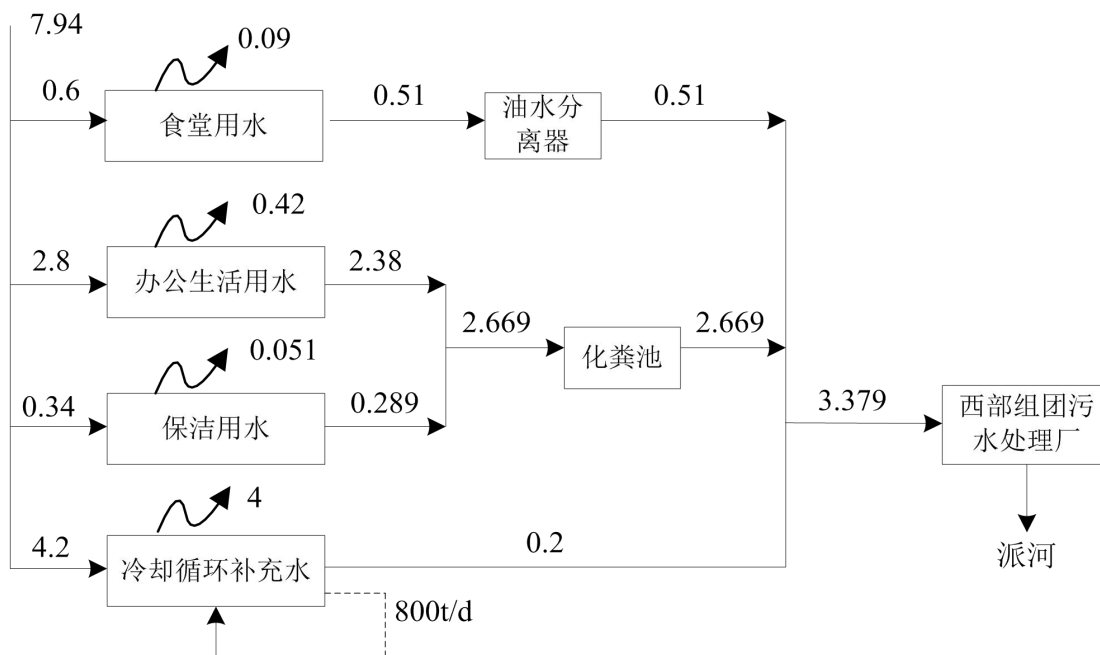 7.94
0.09
0.6
食堂用水
0.51
油水分
离器
0.51
0.42
2.8
办公生活用水
2.38
2.669
化粪池
2.669
0.051
0.34
保洁用水
0.289
3.379
西部组团污
水处理厂
4
4.2
冷却循环补充水
0.2
派河
800t/d